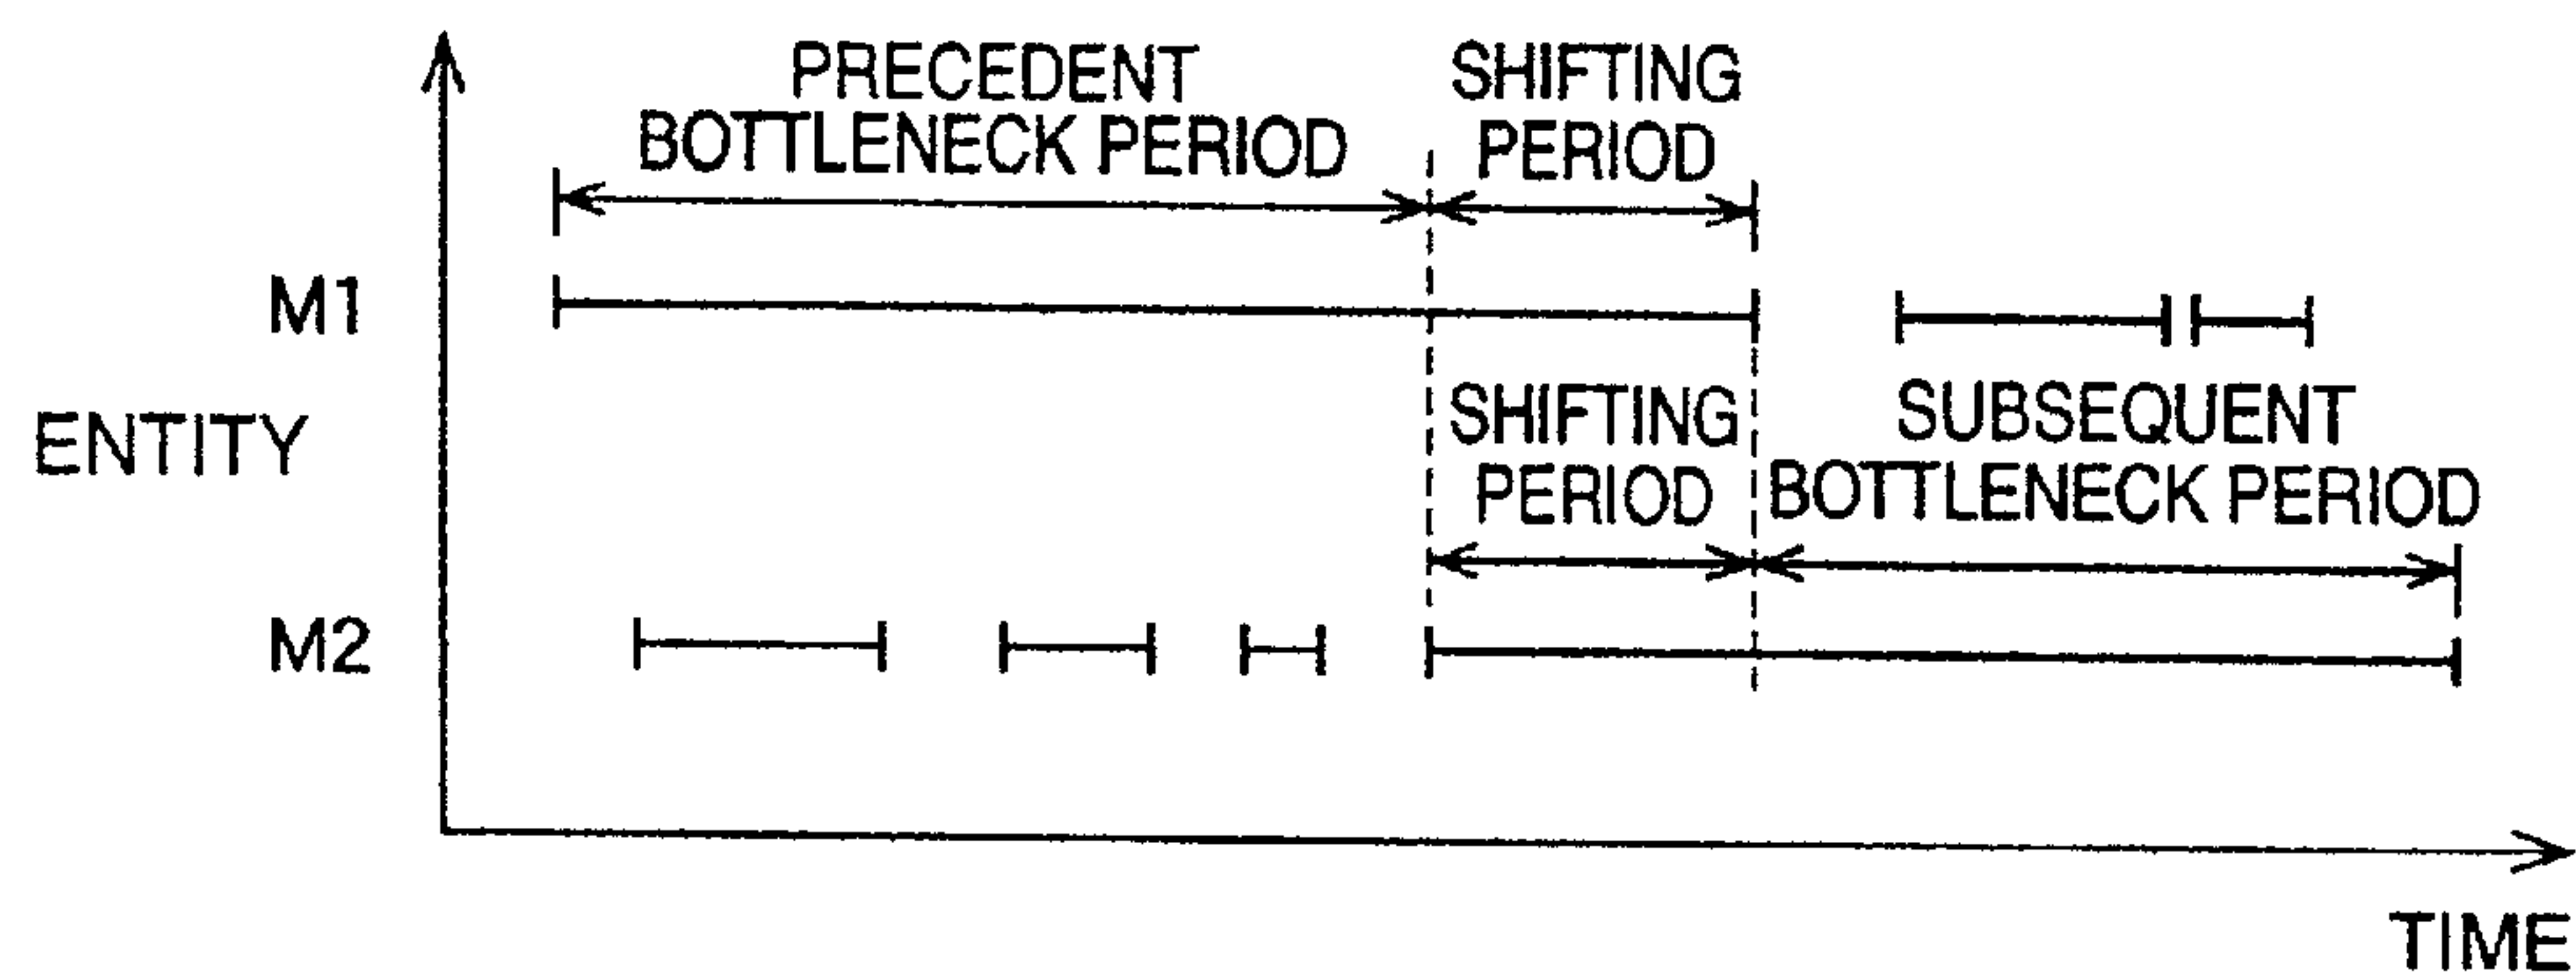 PRECEDENT
BOTTLENECK PERIOD
SHIFTING
PERIOD
M1
ENTITY
SHIFTING
PERIOD
SUBSEQUENT
BOTTLENECK PERIOD
M2
TIME